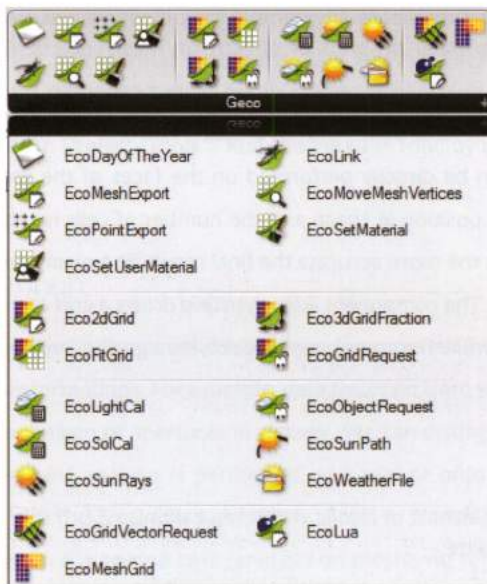 Geco
EcoDayOfTheYear EcoLink
EcoMeshExport EcoMoveMeshVertices
EcoPointExport EcoSetMaterial
EcoSetUserMaterial
Eco2dGrid Eco3dGridFraction
EcoFitGrid EcoGridRequest
EcoLightCal EcoObjectRequest
EcoSolCal EcoSunPath
EcoSunRays EcoWeatherFile
EcoGridVectorRequest EcoLua
EcoMeshGrid